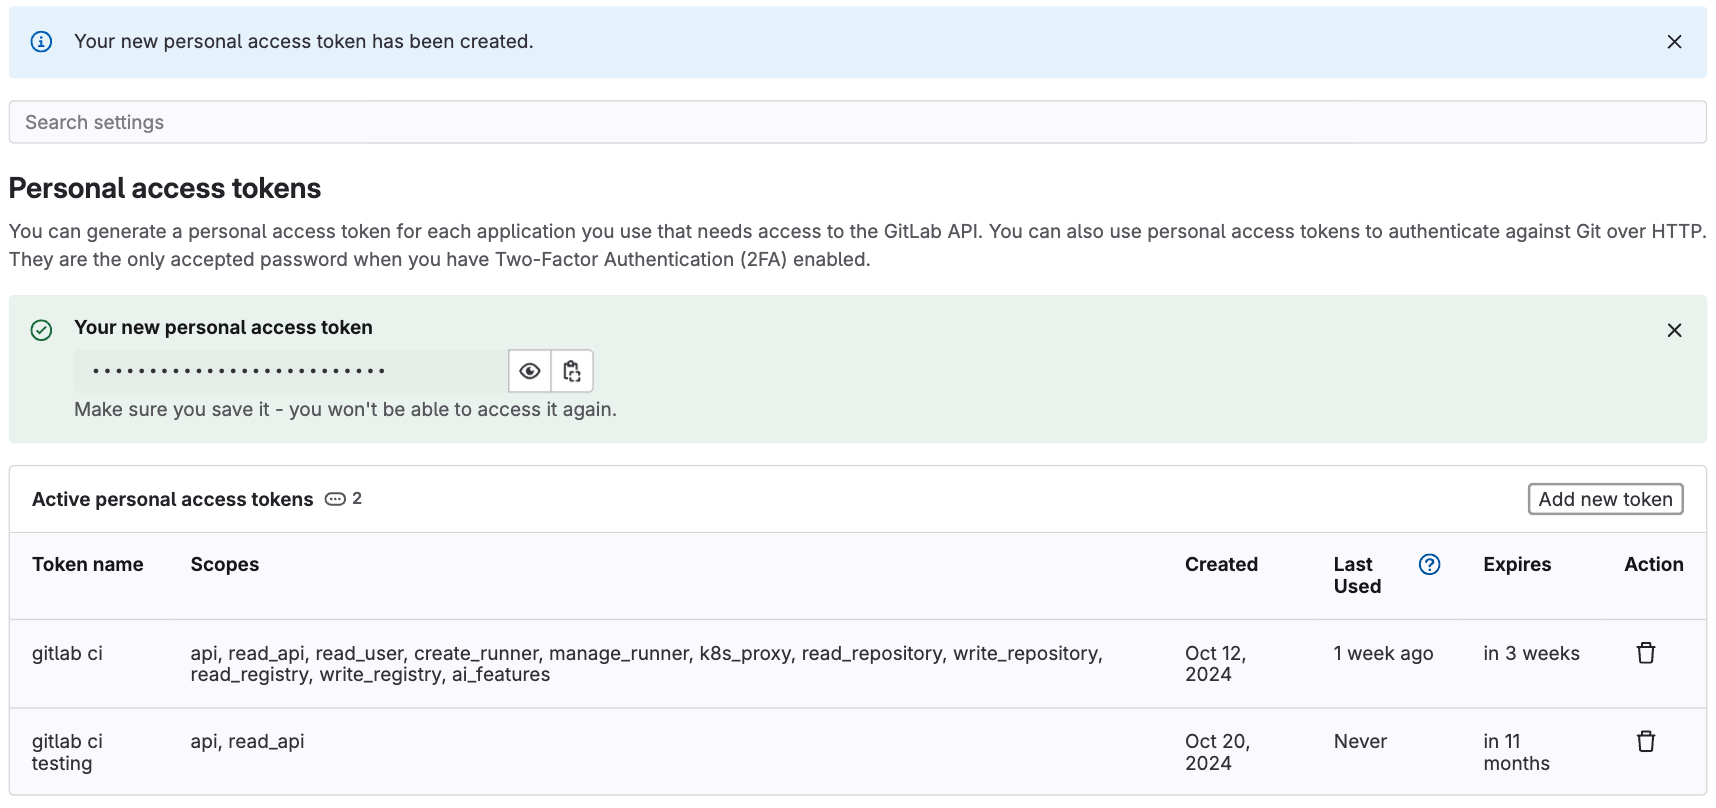 Your new personal access token has been created.
Search settings
Personal access tokens
You can generate a personal access token for each application you use that needs access to the GitLab API. You can also use personal access tokens to authenticate against Git over HTTP.
They are the only accepted password when you have Two-Factor Authentication (2FA) enabled.
Your new personal access token
••••••••••••••••••••••••••
Make sure you save it - you won't be able to access it again.
Active personal access tokens 2
Add new token
Token name Scopes Created Last Used Expires Action
gitlab ci api, read_api, read_user, create_runner, manage_runner, k8s_proxy, read_repository, write_repository, Oct 12, 1 week ago in 3 weeks
read_registry, write_registry, ai_features 2024
gitlab ci api, read_api Oct 20, Never in 11
testing 2024 months